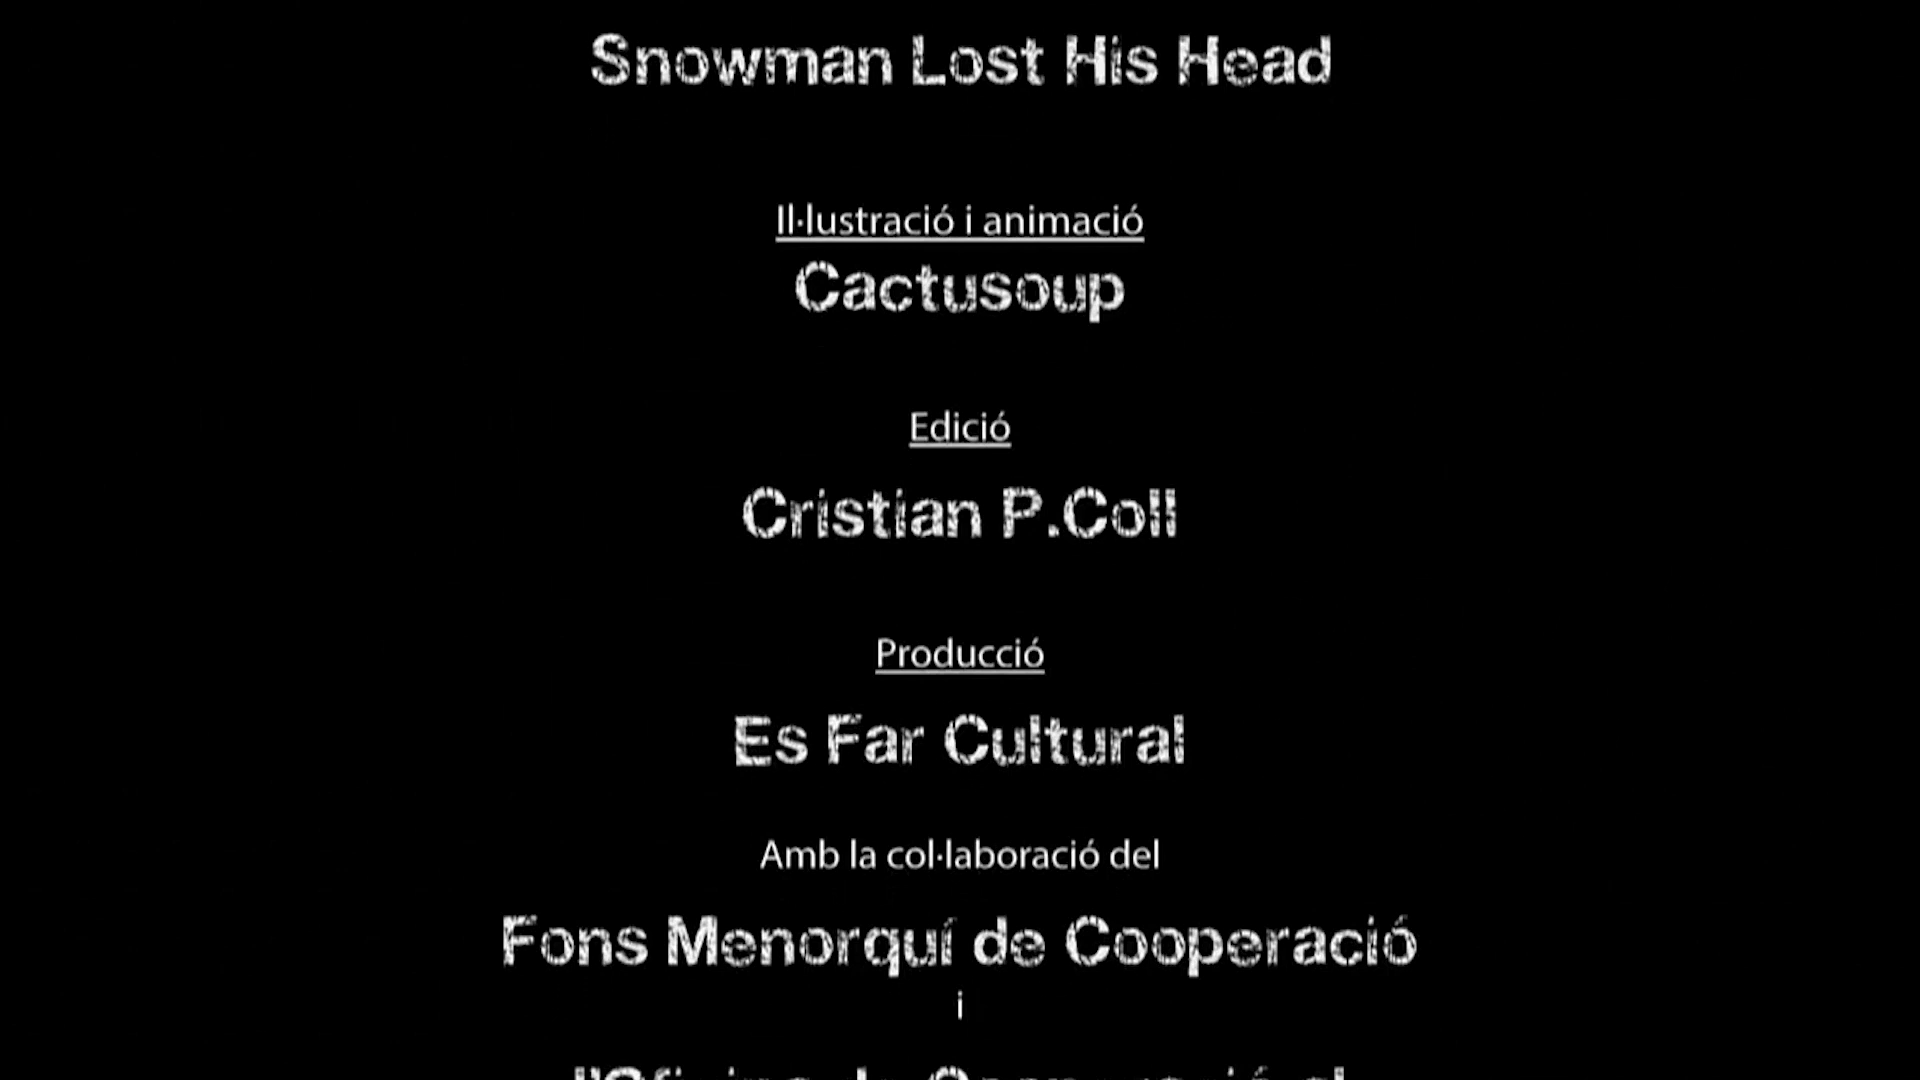 Snowman Lost His Head
Il·lustració i animació
Cactusoup
Edició
Cristian P.Coll
Producció
Es Far Cultural
Amb la col·laboració del
Fons Menorquí de Cooperació
i